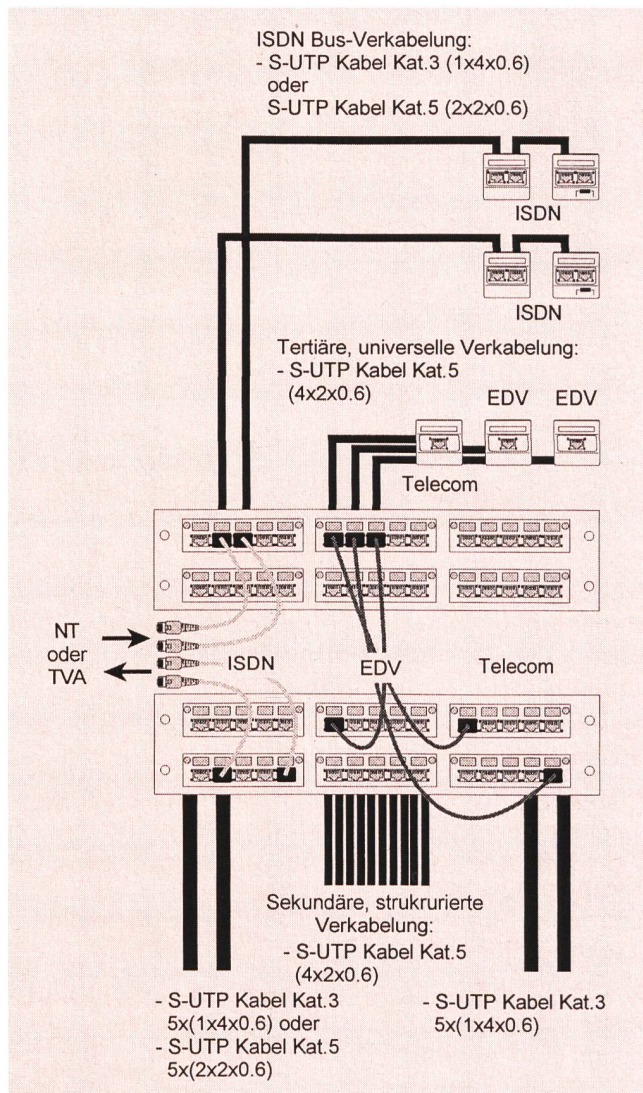 ISDN Bus-Verkabelung:
- S-UTP Kabel Kat.3 (1x4x0.6)
oder
S-UTP Kabel Kat.5 (2x2x0.6)
ISDN
ISDN
Tertiäre, universelle Verkabelung:
- S-UTP Kabel Kat.5
(4x2x0.6)
EDV EDV
Telecom
NT
oder
TVA
ISDN EDV Telecom
Sekundäre, strukrurierte
Verkabelung:
- S-UTP Kabel Kat.5
(4x2x0.6)
- S-UTP Kabel Kat.3
5x(1x4x0.6) oder
- S-UTP Kabel Kat.5
5x(2x2x0.6)
- S-UTP Kabel Kat.3
5x(1x4x0.6)